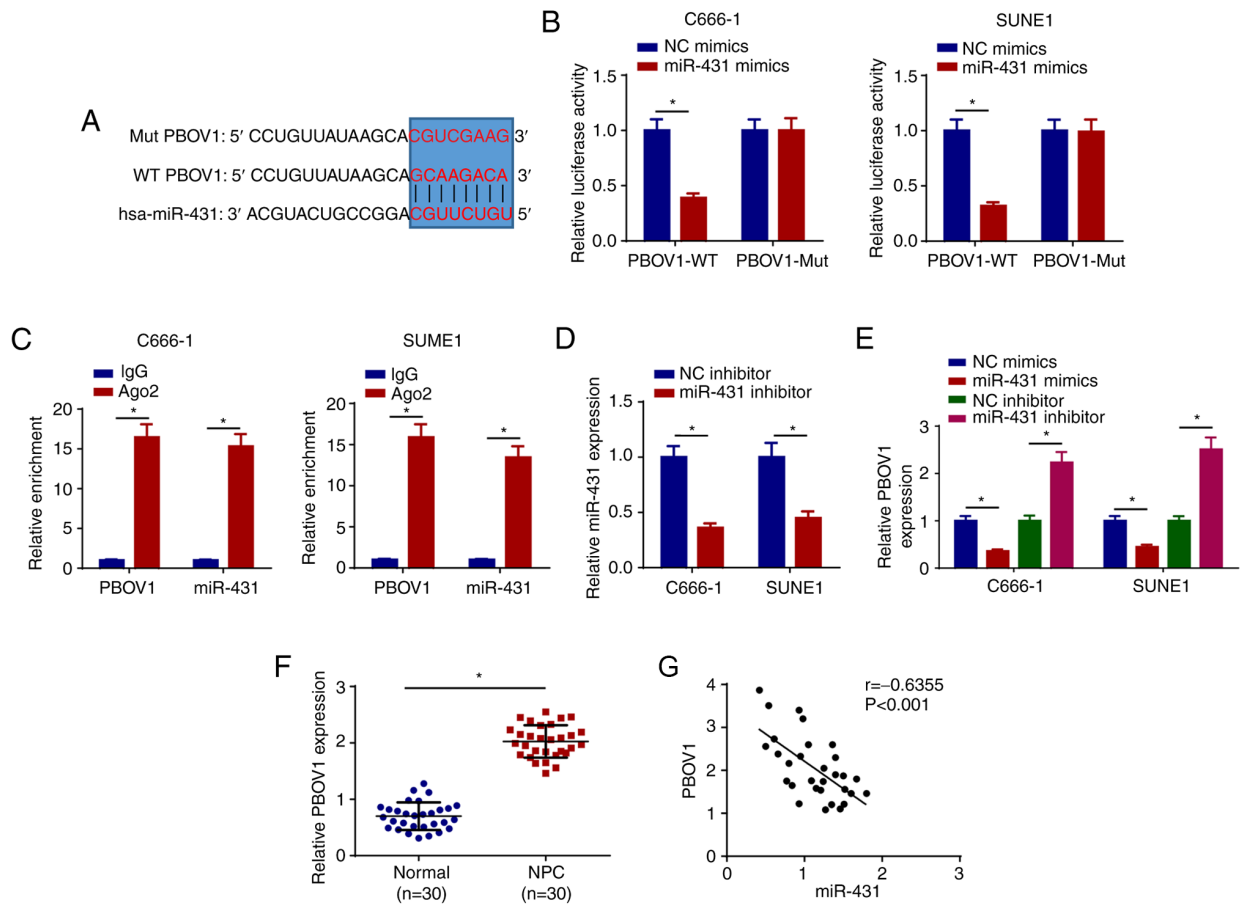 A
Mut PBOV1: 5′ CCUGUUAUAAGCACGUCGAAG 3′
WT PBOV1: 5′ CCUGUUAUAAGCAGCAAGACA 3′
hsa-miR-431: 3′ ACGUACUGCCGGACGUUCUGU 5′
B
C666-1
NC mimics
miR-431 mimics
Relative luciferase activity
1.5
1.0
0.5
0.0
*
PBOV1-WT PBOV1-Mut
SUNE1
NC mimics
miR-431 mimics
Relative luciferase activity
1.5
1.0
0.5
0.0
*
PBOV1-WT PBOV1-Mut
C
C666-1
IgG
Ago2
Relative enrichment
20
15
10
5
0
* *
PBOV1 miR-431
SUME1
IgG
Ago2
Relative enrichment
20
15
10
5
0
* *
PBOV1 miR-431
D
NC inhibitor
miR-431 inhibitor
Relative miR-431 expression
1.5
1.0
0.5
0.0
* *
C666-1 SUNE1
E
NC mimics
miR-431 mimics
NC inhibitor
miR-431 inhibitor
Relative PBOV1
expression
3
2
1
0
* * * *
C666-1 SUNE1
F
Relative PBOV1 expression
3
2
1
0
*
Normal NPC
(n=30) (n=30)
G
r=−0.6355
P<0.001
PBOV1
4
3
2
1
0
0 1 2 3
miR-431